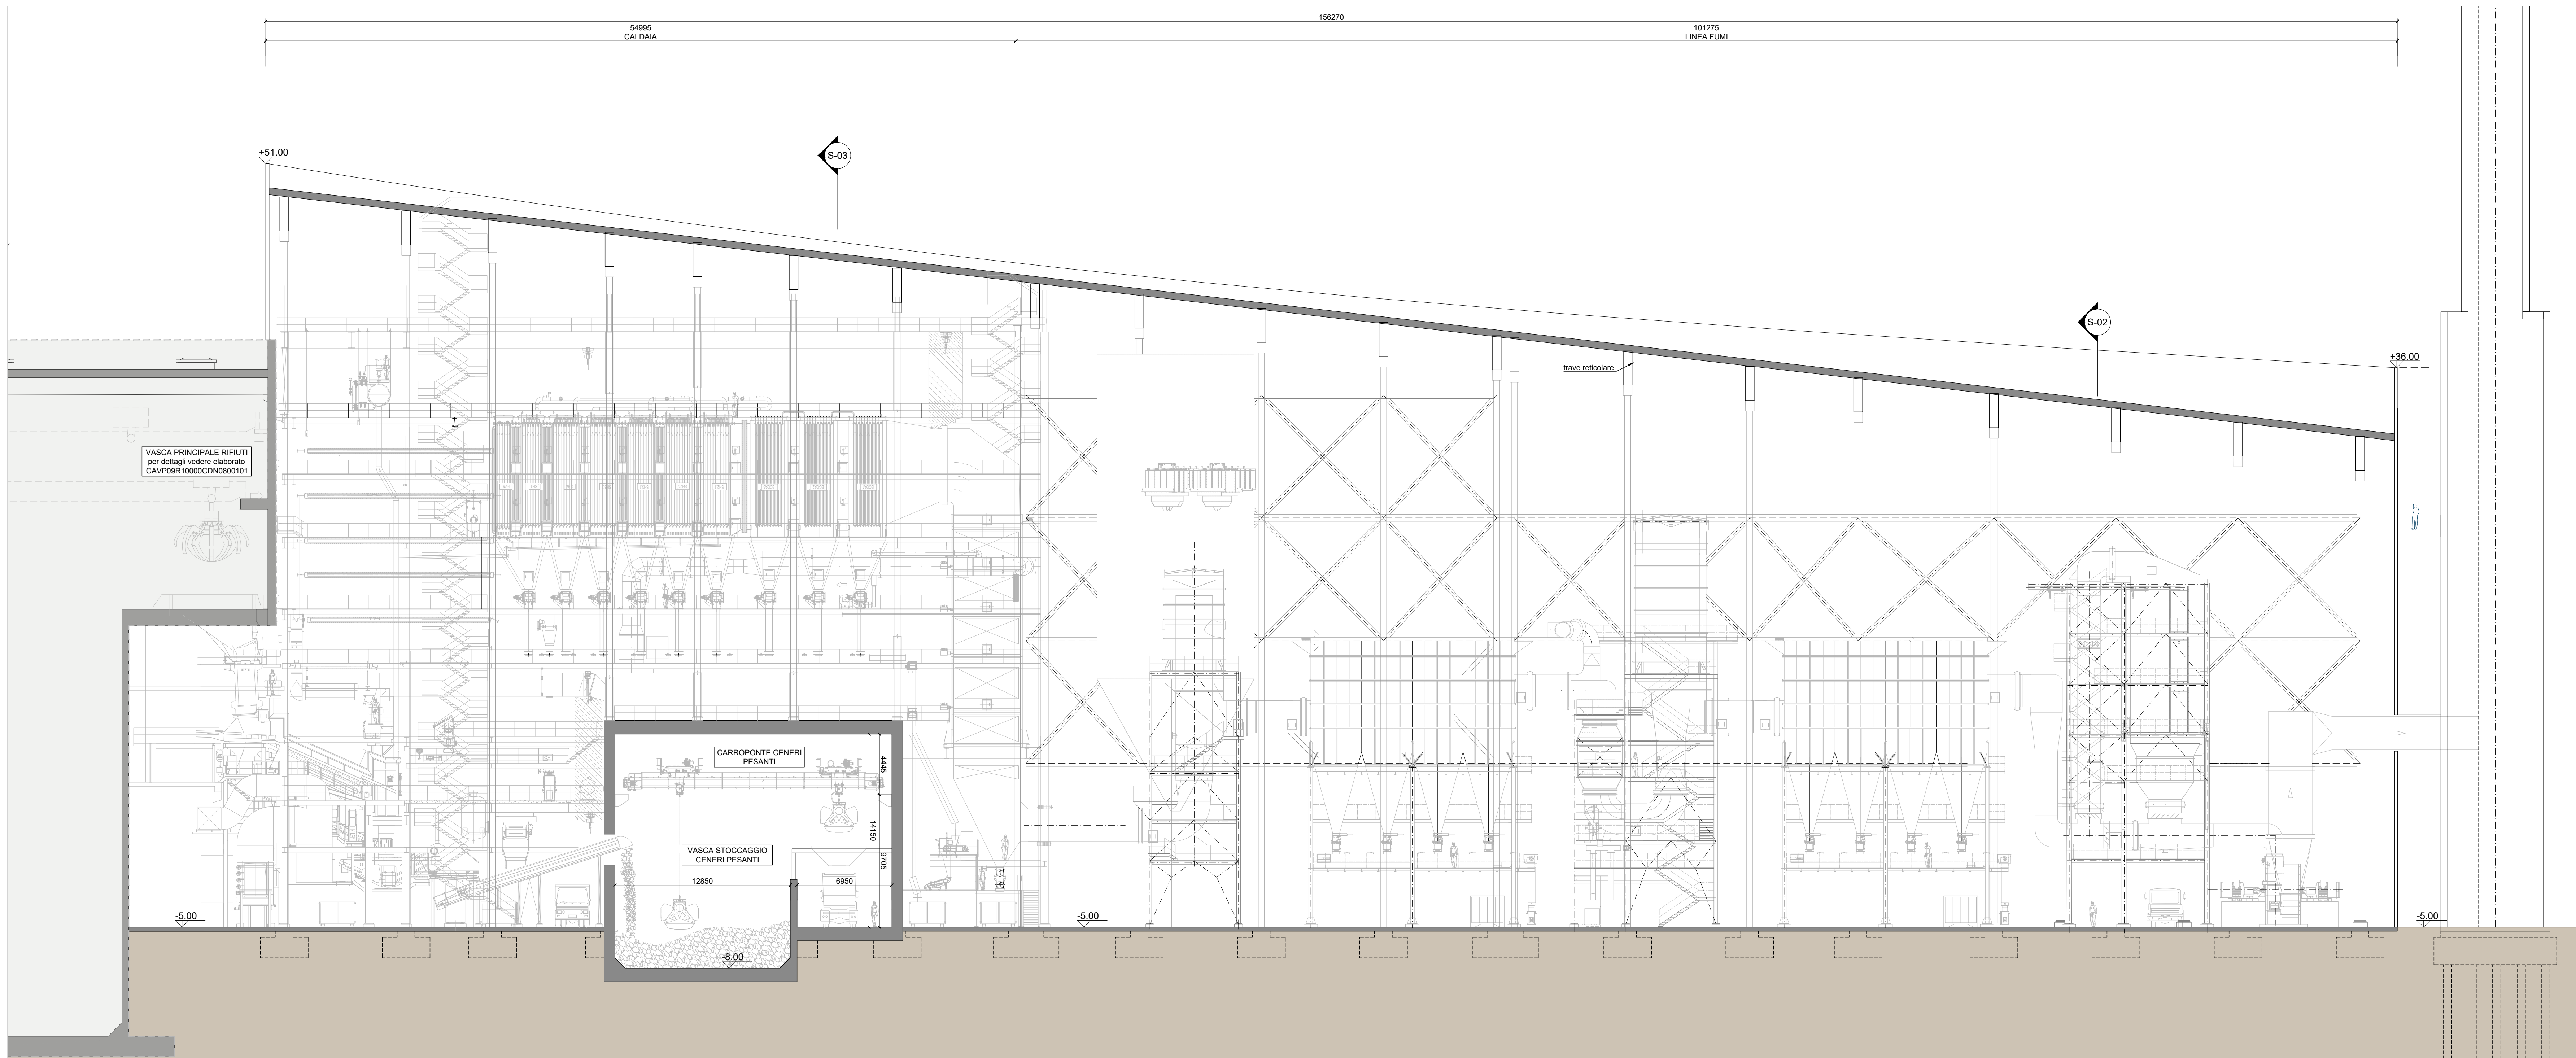 156270
54995
CALDAIA
101275
LINEA FUMI
+51.00
S-03
S-02
+36.00
trave reticolare
VASCA PRINCIPALE RIFIUTI
per dettagli vedere elaborato
CAVP09R10000CDN0800101
CARROPONTE CENERI
PESANTI
4445
14150
9705
VASCA STOCCAGGIO
CENERI PESANTI
12850
6950
-5.00
-5.00
-5.00
-8.00